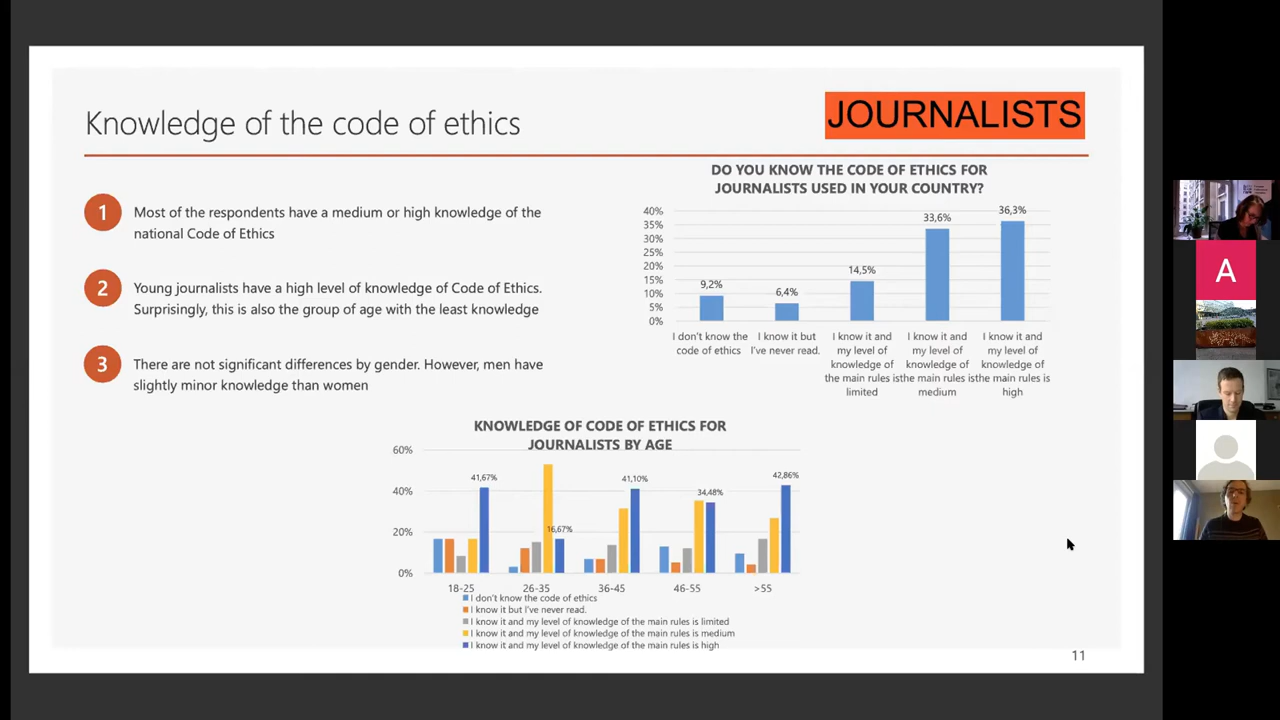 Knowledge of the code of ethics
JOURNALISTS
1
Most of the respondents have a medium or high knowledge of the
national Code of Ethics
2
Young journalists have a high level of knowledge of Code of Ethics.
Surprisingly, this is also the group of age with the least knowledge
3
There are not significant differences by gender. However, men have
slightly minor knowledge than women
DO YOU KNOW THE CODE OF ETHICS FOR
JOURNALISTS USED IN YOUR COUNTRY?
40%
35%
30%
25%
20%
15%
10%
5%
0%
9,2%
6,4%
14,5%
33,6%
36,3%
I don't know the
code of ethics
I know it but
I've never read.
I know it and
my level of
knowledge of
the main rules is
limited
I know it and
my level of
knowledge of
the main rules is
medium
I know it and
my level of
knowledge of
the main rules is
high
KNOWLEDGE OF CODE OF ETHICS FOR
JOURNALISTS BY AGE
60%
40%
20%
0%
41,67%
16,67%
41,10%
34,48%
42,86%
18-25
26-35
36-45
46-55
>55
I don't know the code of ethics
I know it but I've never read.
I know it and my level of knowledge of the main rules is limited
I know it and my level of knowledge of the main rules is medium
I know it and my level of knowledge of the main rules is high
11
A